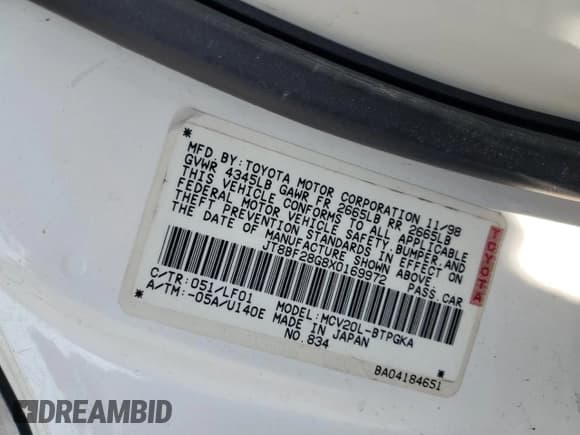 * MFD. BY: TOYOTA MOTOR CORPORATION 11/98
GVWR 4345LB GAWR FR 2665LB RR 2665LB
THIS VEHICLE CONFORMS TO ALL APPLICABLE
FEDERAL MOTOR VEHICLE SAFETY, BUMPER, AND
THEFT PREVENTION STANDARDS IN EFFECT ON
THE DATE OF MANUFACTURE SHOWN ABOVE.
JT8BF28G8X0169972 PASS.CAR
TOYOTA
C/TR: 051/LF01 MODEL: MCV20L-BTPGKA
A/TM: -05A/U140E MADE IN JAPAN
NO. 834
* BA04184651 *
DREAMBID